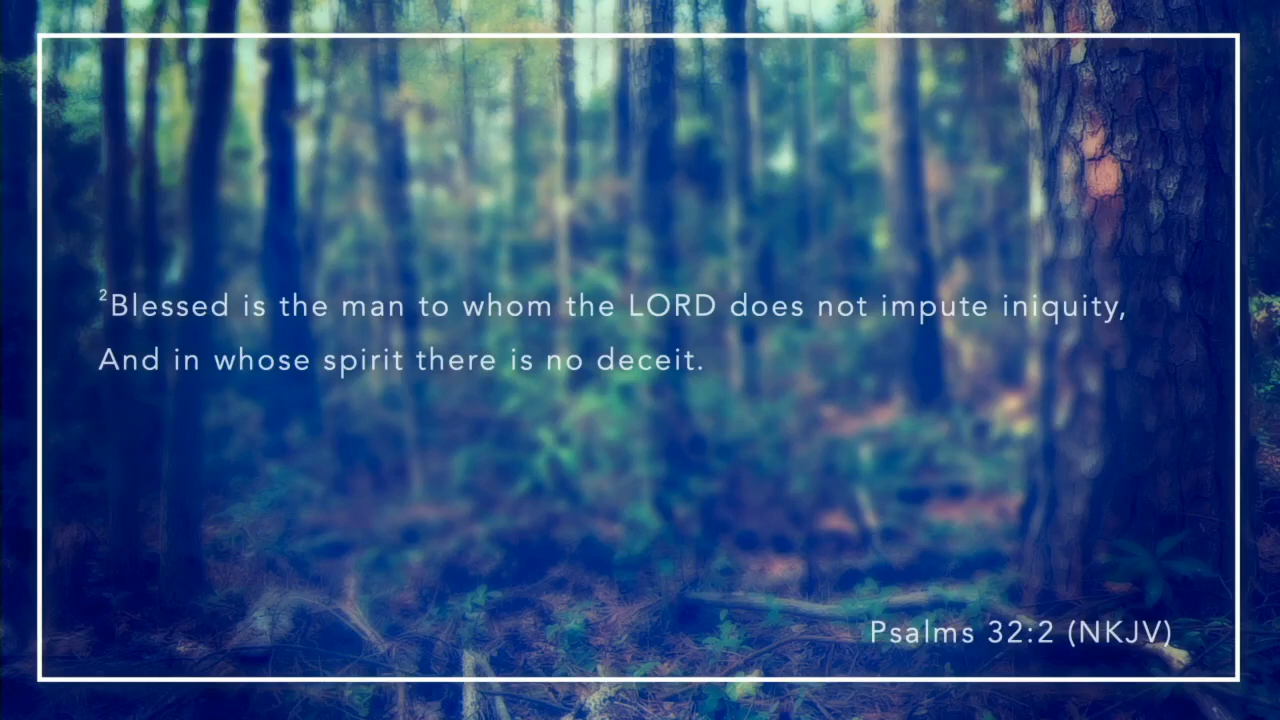 ²Blessed is the man to whom the LORD does not impute iniquity,
And in whose spirit there is no deceit.
Psalms 32:2 (NKJV)